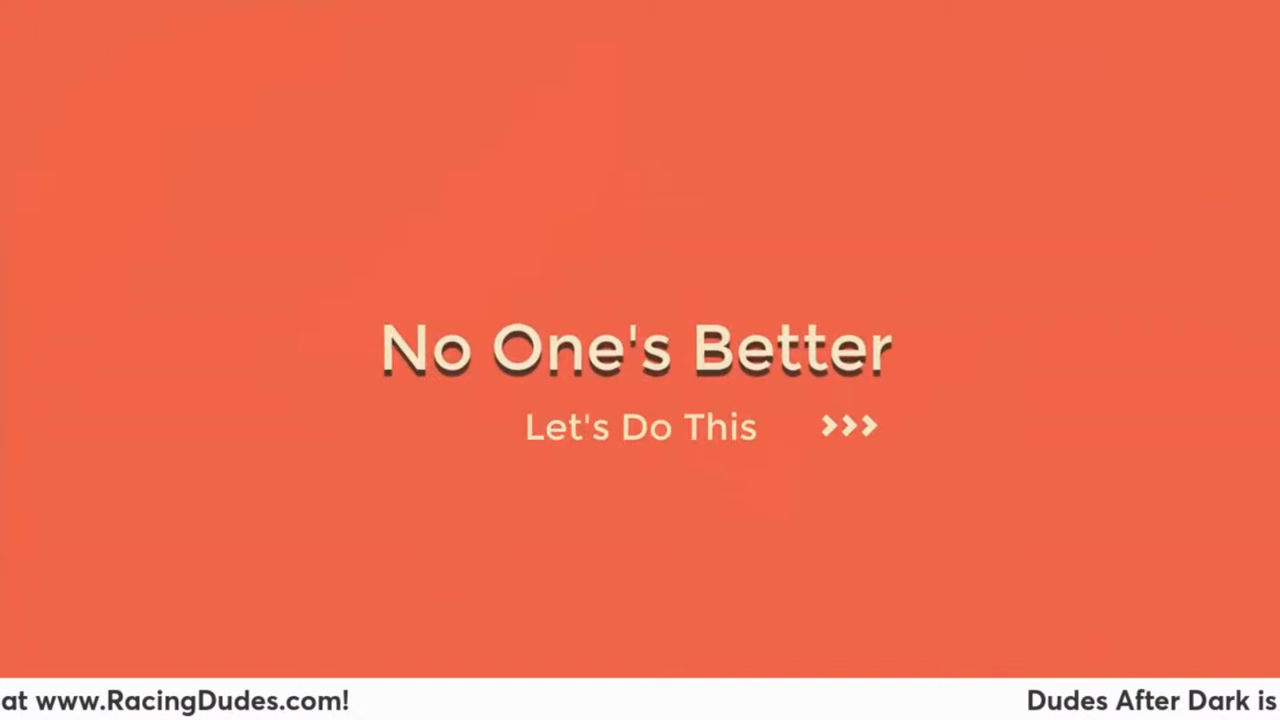 No One's Better
Let's Do This
at www.RacingDudes.com! Dudes After Dark is